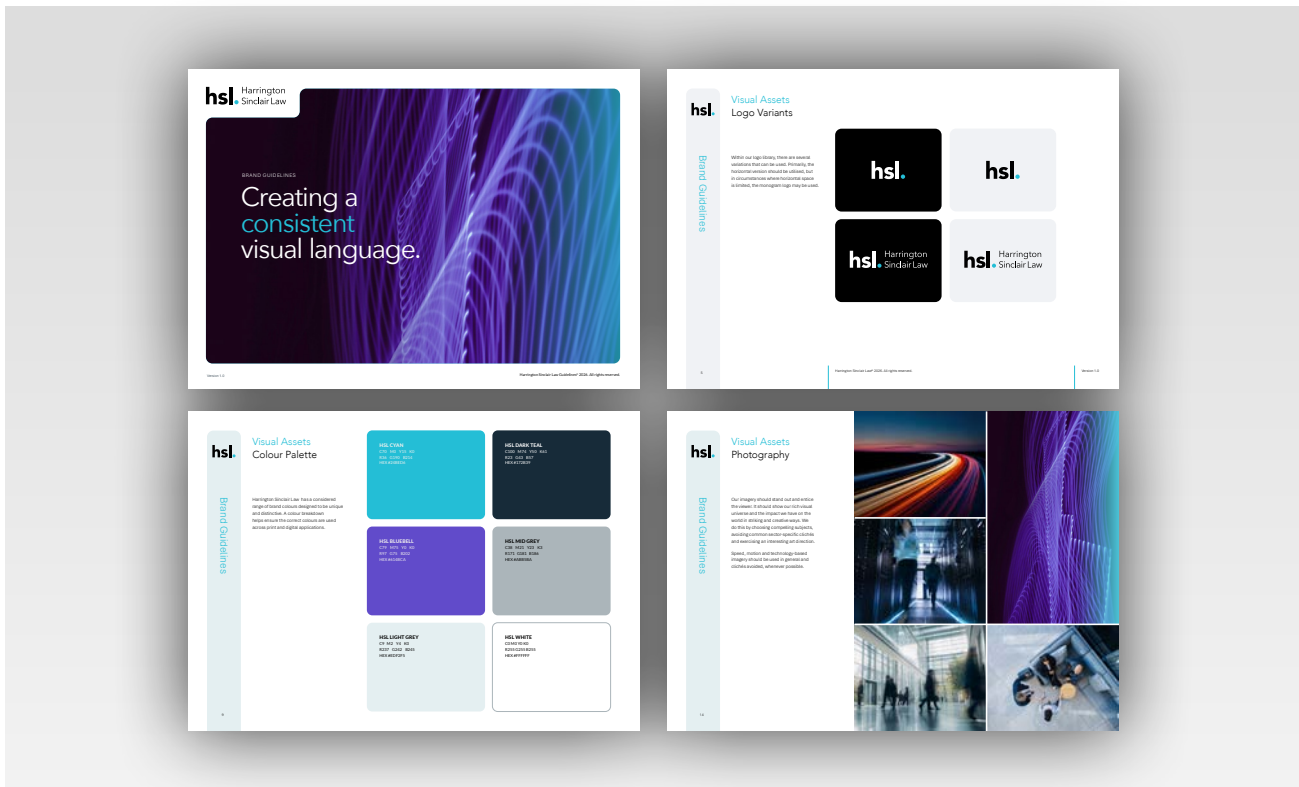 hsl. Harrington
Sinclair Law
BRAND GUIDELINES
Creating a
consistent
visual language.
Version 1.0
Harrington Sinclair Law
All rights reserved
hsl.
Brand Guidelines
Visual Assets
Logo Variants
Within our logo library, there are several
variations that can be used. Primarily, the
horizontal version should be utilised, but
in circumstances where horizontal space
is limited, the monogram logo may be used.
hsl.
hsl.
hsl. Harrington
Sinclair Law
hsl. Harrington
Sinclair Law
All rights reserved
Version 1.0
hsl.
Brand Guidelines
Visual Assets
Colour Palette
Harrington Sinclair Law has a considered
range of brand colours designed to be unique
and distinctive. A colour breakdown
helps ensure the correct colours are used
across print and digital applications.
HSL CYAN
HSL DARK TEAL
HSL BLUEBELL
HSL MID GREY
HSL LIGHT GREY
HSL WHITE
HEX#FFFFFF
hsl.
Brand Guidelines
Visual Assets
Photography
Our imagery should stand out and entice
the viewer. It should show our rich visual
universe and the impact we have on the
world in striking and creative ways. We
do this by choosing compelling subjects,
avoiding common sector-specific clichés
and exercising an interesting art direction.
Speed, motion and technology-based
imagery should be used in general and
clichés avoided, wherever possible.